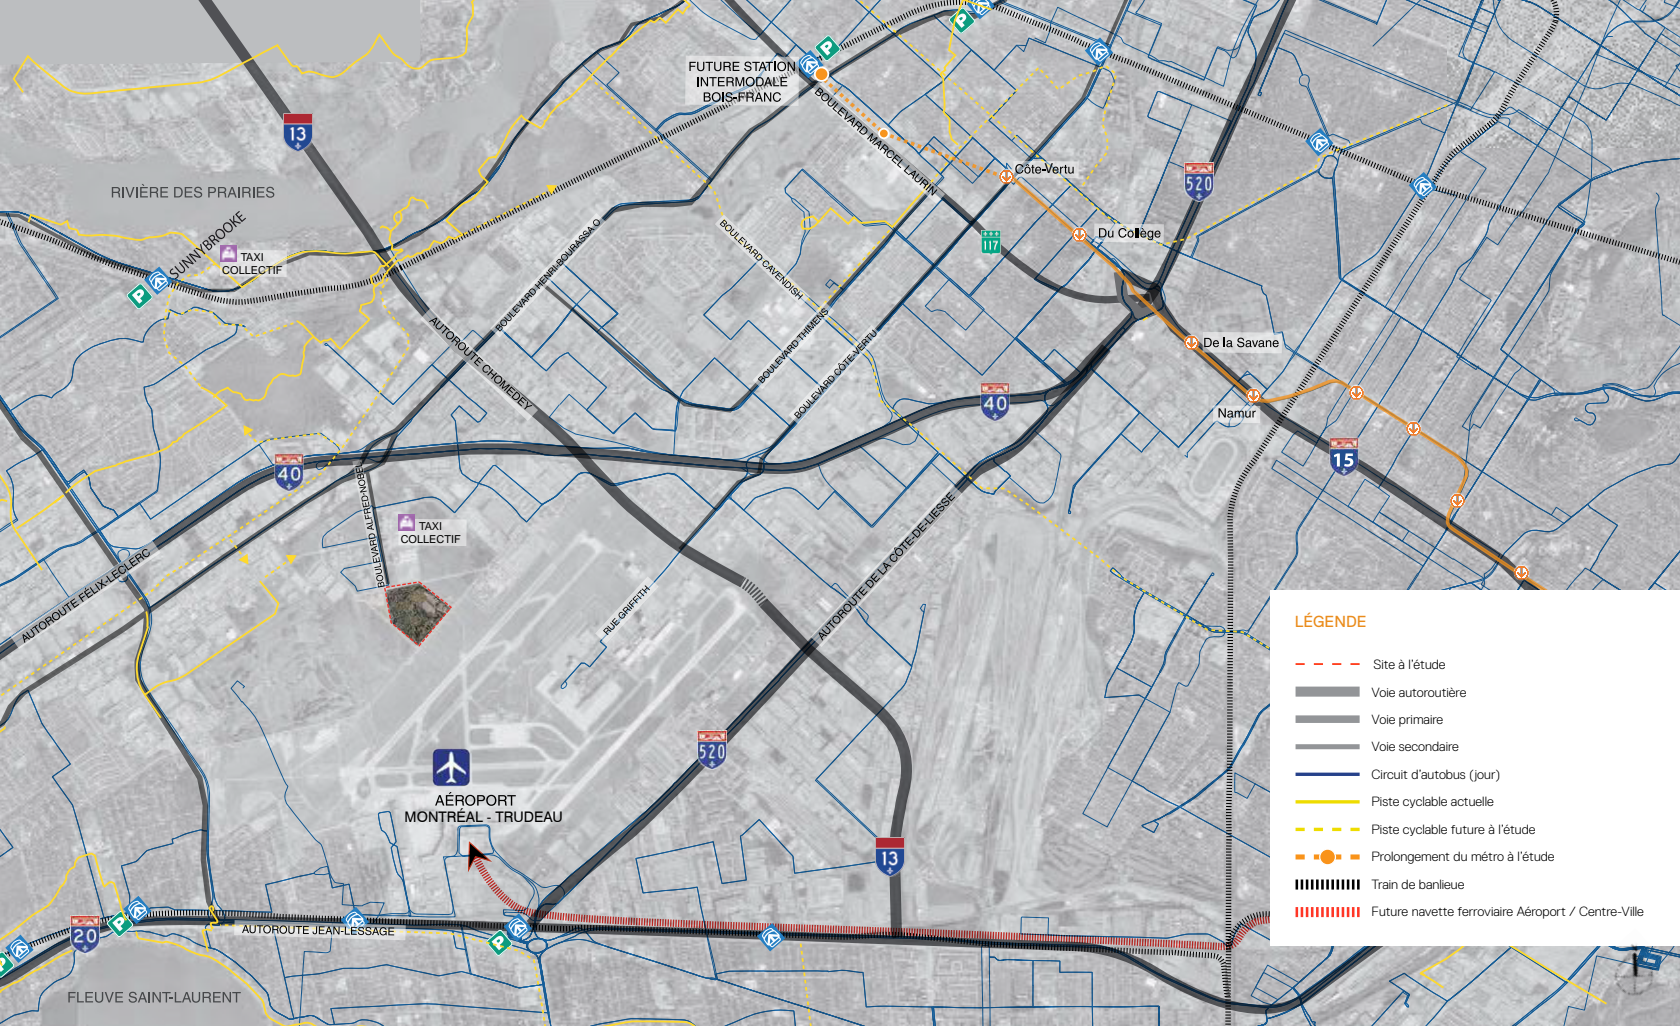 FUTURE STATION
INTERMODALE
BOIS-FRANC
P
P
13
BOULEVARD MARCEL LAURIN
Côte-Vertu
520
RIVIÈRE DES PRAIRIES
SUNNYBROOKE
TAXI
COLLECTIF
P
117
Du Collège
BOULEVARD HENRI-BOURASSA O
BOULEVARD CAVENDISH
AUTOROUTE CHOMEDEY
BOULEVARD THIMENS
BOULEVARD CÔTE-VERTU
De la Savane
40
Namur
15
40
BOULEVARD ALFRED-NOBEL
TAXI
COLLECTIF
AUTOROUTE FÉLIX-LECLERC
RUE GRIFFITH
AUTOROUTE DE LA CÔTE-DE-LIESSE
520
AÉROPORT
MONTRÉAL - TRUDEAU
13
20
P
AUTOROUTE JEAN-LESSAGE
P
P
FLEUVE SAINT-LAURENT
LÉGENDE
Site à l'étude
Voie autoroutière
Voie primaire
Voie secondaire
Circuit d'autobus (jour)
Piste cyclable actuelle
Piste cyclable future à l'étude
Prolongement du métro à l'étude
Train de banlieue
Future navette ferroviaire Aéroport / Centre-Ville